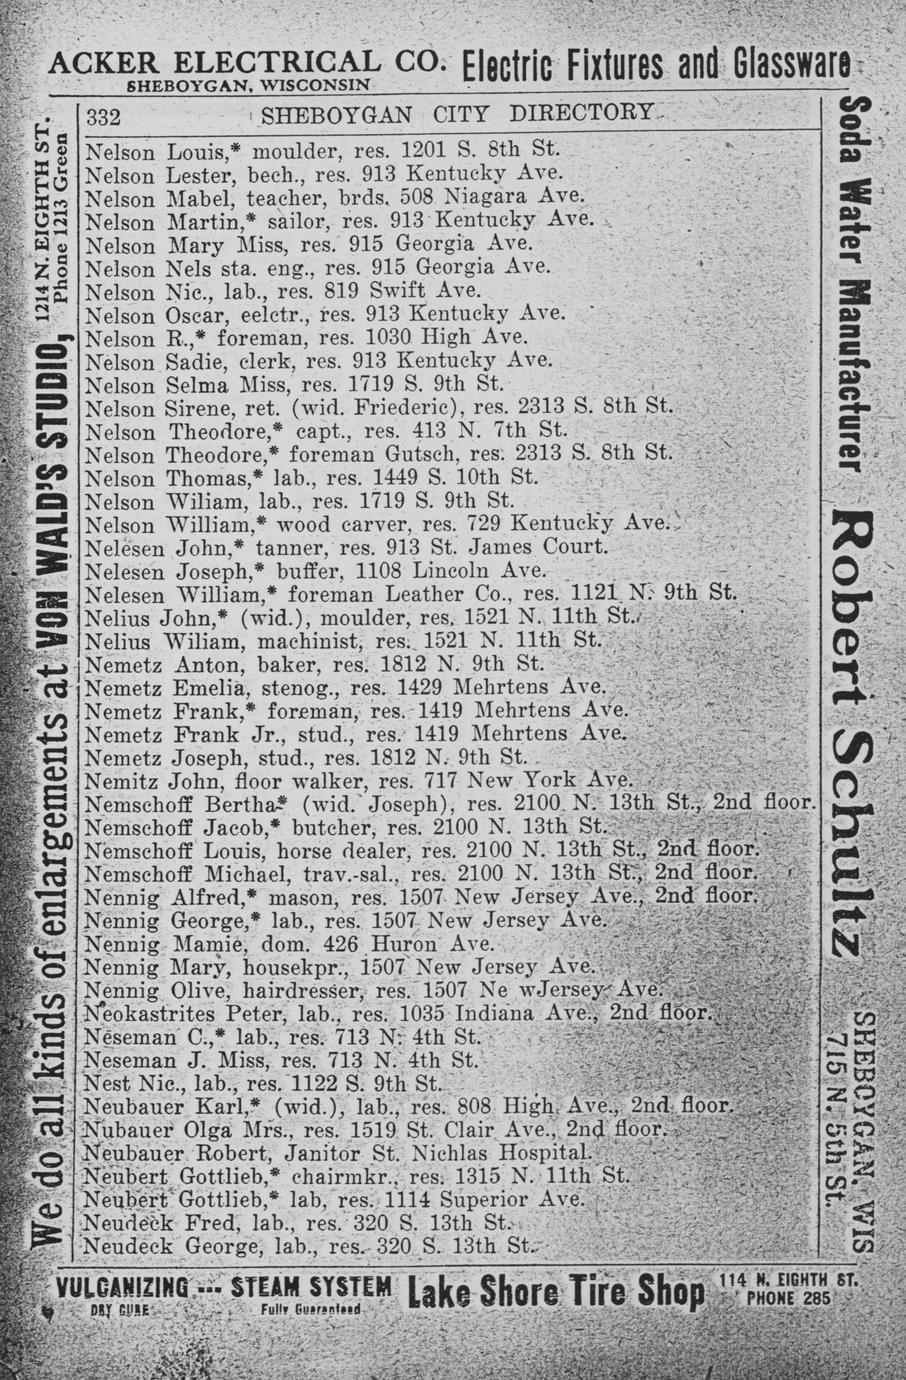 ACKER ELECTRICAL CO. Electric Fixtures and Glassware
SHEBOYGAN, WISCONSIN
332 SHEBOYGAN CITY DIRECTORY
Nelson Louis,* moulder, res. 1201 S. 8th St.
Nelson Lester, bech., res. 913 Kentucky Ave.
Nelson Mabel, teacher, brds. 508 Niagara Ave.
Nelson Martin,* sailor, res. 913 Kentucky Ave.
Nelson Mary Miss, res. 915 Georgia Ave.
Nelson Nels sta. eng., res. 915 Georgia Ave.
Nelson Nic., lab., res. 819 Swift Ave.
Nelson Oscar, eelctr., res. 913 Kentucky Ave.
Nelson R.,* foreman, res. 1030 High Ave.
Nelson Sadie, clerk, res. 913 Kentucky Ave.
Nelson Selma Miss, res. 1719 S. 9th St.
Nelson Sirene, ret. (wid. Friederic), res. 2313 S. 8th St.
Nelson Theodore,* capt., res. 413 N. 7th St.
Nelson Theodore,* foreman Gutsch, res. 2313 S. 8th St.
Nelson Thomas,* lab., res. 1449 S. 10th St.
Nelson Wiliam, lab., res. 1719 S. 9th St.
Nelson William,* wood carver, res. 729 Kentucky Ave.
Nelesen John,* tanner, res. 913 St. James Court.
Nelesen Joseph,* buffer, 1108 Lincoln Ave.
Nelesen William,* foreman Leather Co., res. 1121 N. 9th St.
Nelius John,* (wid.), moulder, res. 1521 N. 11th St.
Nelius Wiliam, machinist, res. 1521 N. 11th St.
Nemetz Anton, baker, res. 1812 N. 9th St.
Nemetz Emelia, stenog., res. 1429 Mehrtens Ave.
Nemetz Frank,* foreman, res. 1419 Mehrtens Ave.
Nemetz Frank Jr., stud., res. 1419 Mehrtens Ave.
Nemetz Joseph, stud., res. 1812 N. 9th St.
Nemitz John, floor walker, res. 717 New York Ave.
Nemschoff Bertha* (wid. Joseph), res. 2100 N. 13th St., 2nd floor.
Nemschoff Jacob,* butcher, res. 2100 N. 13th St.
Nemschoff Louis, horse dealer, res. 2100 N. 13th St., 2nd floor.
Nemschoff Michael, trav.-sal., res. 2100 N. 13th St., 2nd floor.
Nennig Alfred,* mason, res. 1507 New Jersey Ave., 2nd floor.
Nennig George,* lab., res. 1507 New Jersey Ave.
Nennig Mamie, dom. 426 Huron Ave.
Nennig Mary, housekpr., 1507 New Jersey Ave.
Nennig Olive, hairdresser, res. 1507 Ne wJersey Ave.
Neokastrites Peter, lab., res. 1035 Indiana Ave., 2nd floor.
Neseman C.,* lab., res. 713 N. 4th St.
Neseman J. Miss, res. 713 N. 4th St.
Nest Nic., lab., res. 1122 S. 9th St.
Neubauer Karl,* (wid.), lab., res. 808 High Ave., 2nd floor.
Nubauer Olga Mrs., res. 1519 St. Clair Ave., 2nd floor.
Neubauer Robert, Janitor St. Nichlas Hospital.
Neubert Gottlieb,* chairmkr., res. 1315 N. 11th St.
Neubert Gottlieb,* lab, res. 1114 Superior Ave.
Neudeck Fred, lab., res. 320 S. 13th St.
Neudeck George, lab., res. 320 S. 13th St.
We do all kinds of enlargements at VON WALD'S STUDIO,
1214 N. EIGHTH ST.
Phone 1213 Green
Soda Water Manufacturer Robert Schultz
SHEBOYGAN, WIS
715 N. 5th St.
VULCANIZING --- STEAM SYSTEM Lake Shore Tire Shop 114 N. EIGHTH ST.
DRY CURE Fully Guaranteed PHONE 285